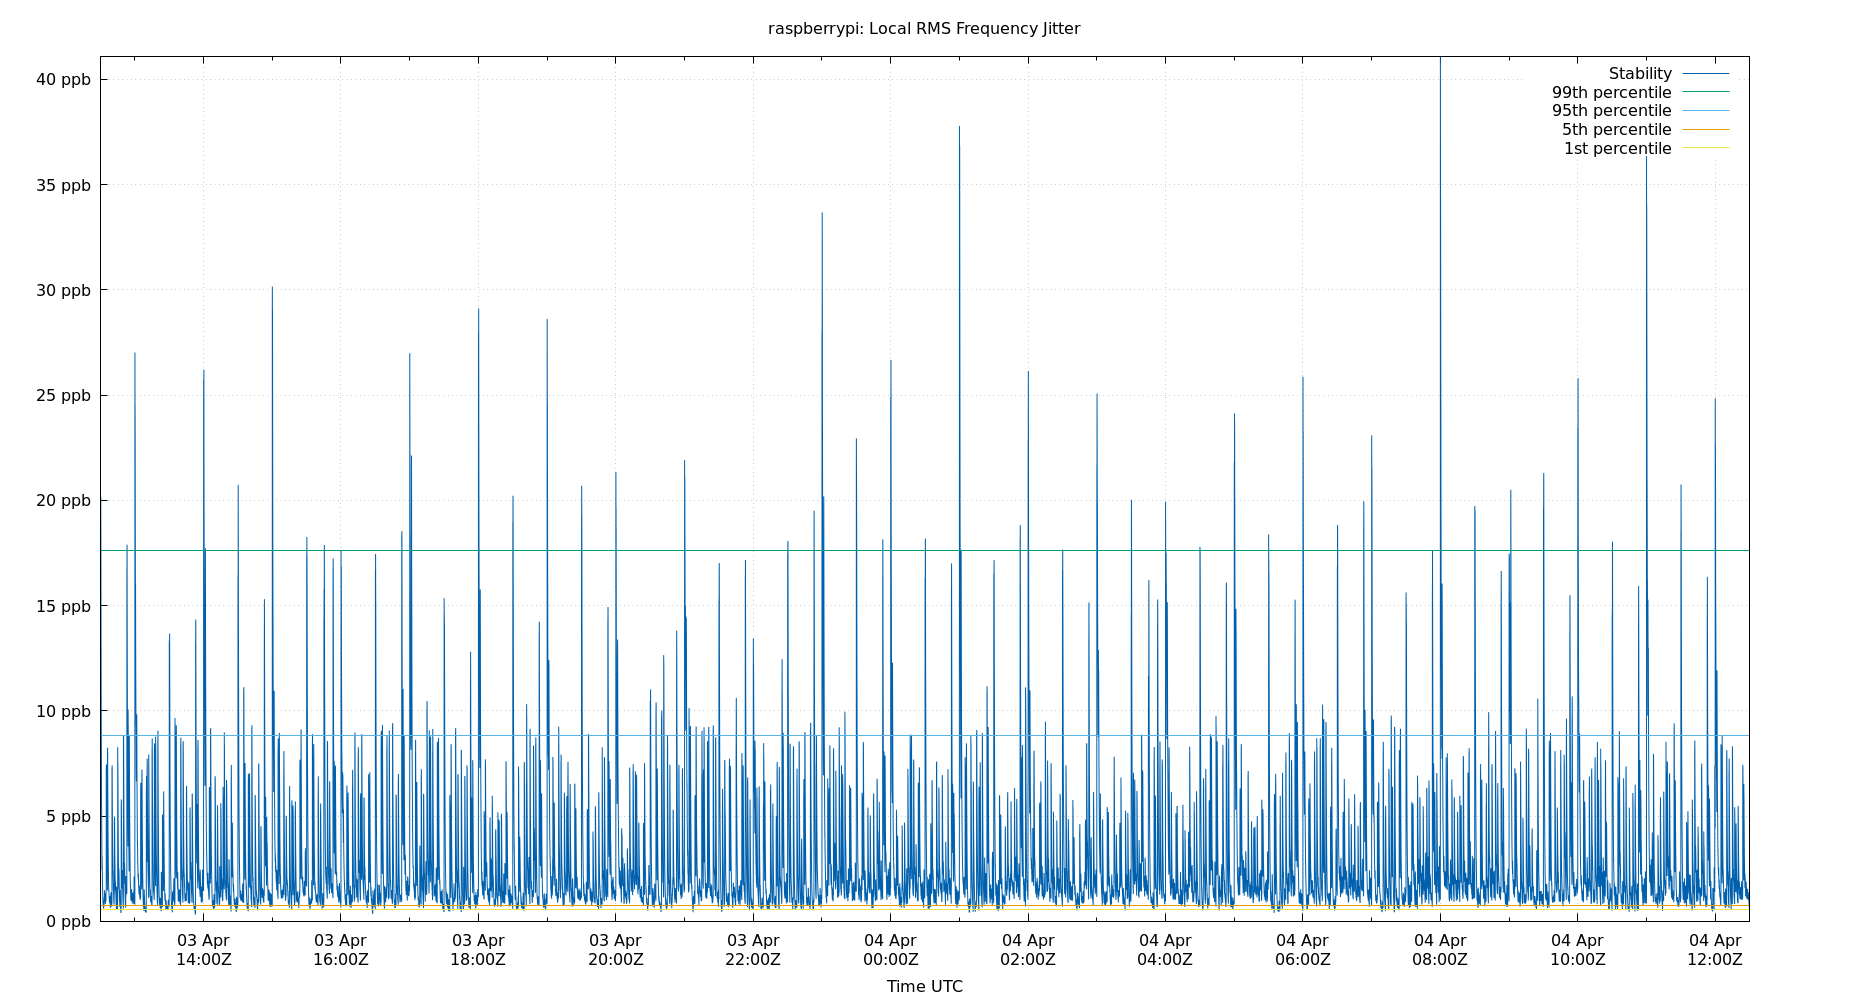 raspberrypi: Local RMS Frequency Jitter
40 ppb
35 ppb
30 ppb
25 ppb
20 ppb
15 ppb
10 ppb
5 ppb
0 ppb
Stability
99th percentile
95th percentile
5th percentile
1st percentile
03 Apr
14:00Z
03 Apr
16:00Z
03 Apr
18:00Z
03 Apr
20:00Z
03 Apr
22:00Z
04 Apr
00:00Z
04 Apr
02:00Z
04 Apr
04:00Z
04 Apr
06:00Z
04 Apr
08:00Z
04 Apr
10:00Z
04 Apr
12:00Z
Time UTC